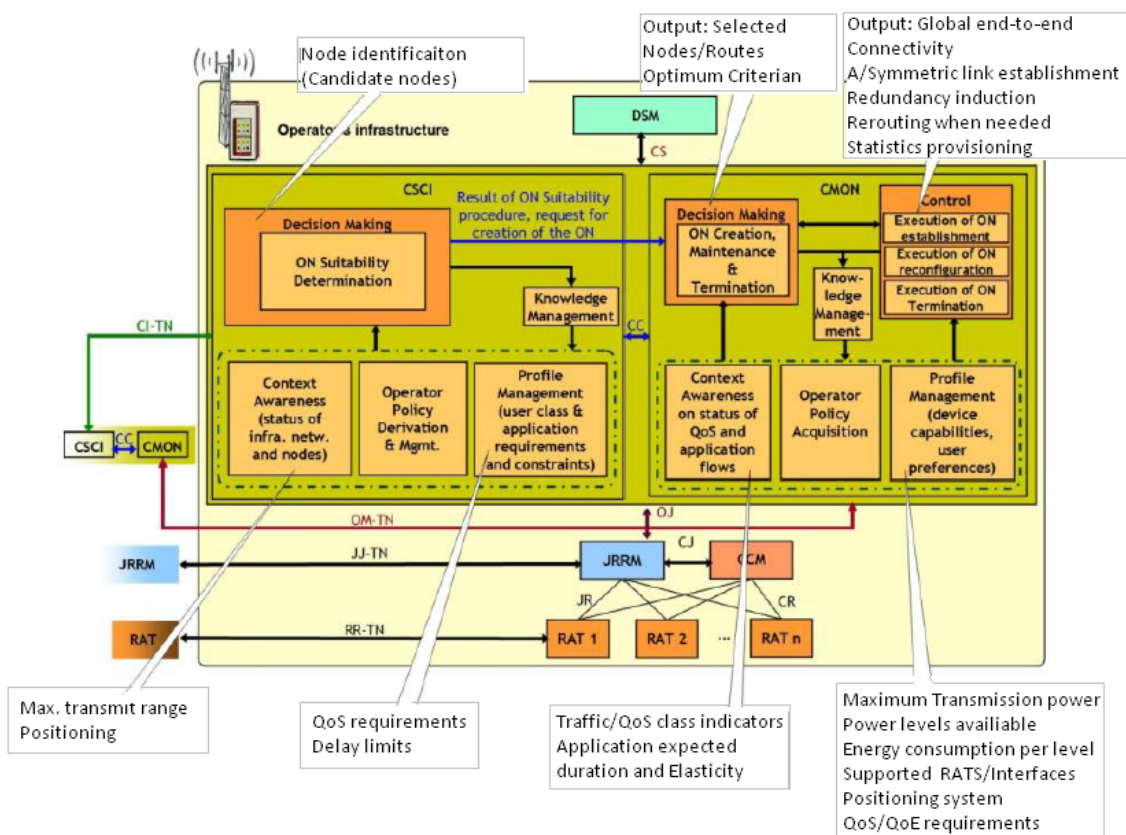 Node identificaiton
(Candidate nodes)
Output: Selected
Nodes/Routes
Optimum Criterian
Output: Global end-to-end
Connectivity
A/Symmetric link establishment
Redundancy induction
Rerouting when needed
Statistics provisioning
Operator's infrastructure
DSM
CS
CSCI
CMON
Decision Making
ON Suitability
Determination
Result of ON Suitability
procedure, request for
creation of the ON
Knowledge
Management
Decision Making
ON Creation,
Maintenance
&
Termination
Control
Execution of ON
establishment
Execution of ON
reconfiguration
Execution of ON
Termination
Know-
ledge
Manage-
ment
CI-TN
CC
Context
Awareness
(status of
infra. netw.
and nodes)
Operator
Policy
Derivation
& Mgmt.
Profile
Management
(user class &
application
requirements
and constraints)
Context
Awareness
on status of
QoS and
application
flows
Operator
Policy
Acquisition
Profile
Management
(device
capabilities,
user
preferences)
CSCI
CC
CMON
OM-TN
OJ
JRRM
JJ-TN
JRRM
CJ
CCM
JR
CR
RAT
RR-TN
RAT 1
RAT 2
...
RAT n
Max. transmit range
Positioning
QoS requirements
Delay limits
Traffic/QoS class indicators
Application expected
duration and Elasticity
Maximum Transmission power
Power levels availiable
Energy consumption per level
Supported RATS/Interfaces
Positioning system
QoS/QoE requirements